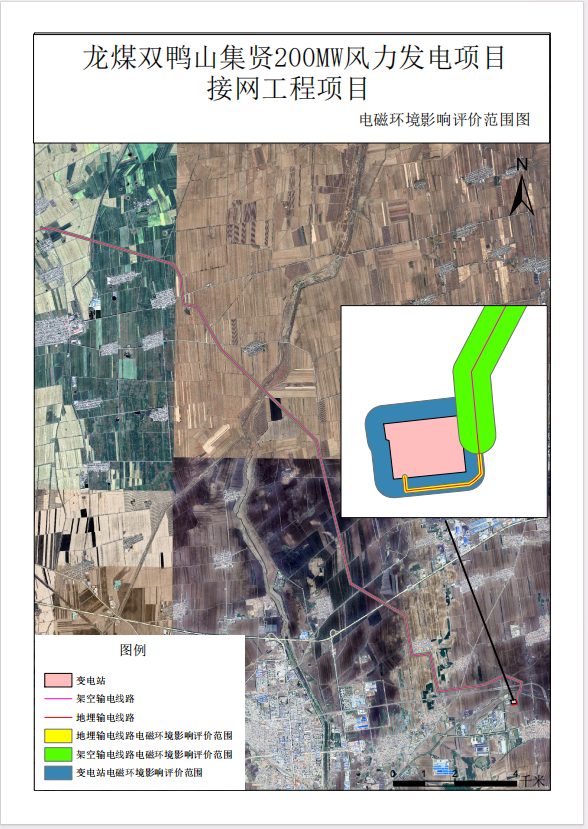 龙煤双鸭山集贤200MW风力发电项目
接网工程项目
电磁环境影响评价范围图
N
图例
变电站
架空输电线路
地埋输电线路
地埋输电线路电磁环境影响评价范围
架空输电线路电磁环境影响评价范围
变电站电磁环境影响评价范围
0 1 2 4
千米